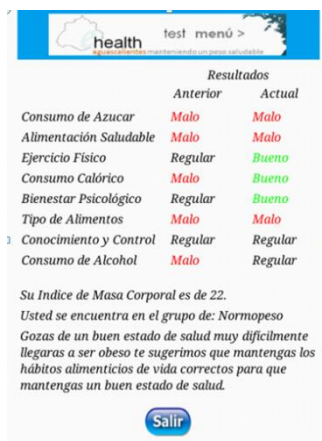 health
test menú >
aguascalientes manteniendo un peso saludable
Resultados
Anterior Actual
Consumo de Azucar Malo Malo
Alimentación Saludable Malo Malo
Ejercicio Físico Regular Bueno
Consumo Calórico Malo Bueno
Bienestar Psicológico Regular Bueno
Tipo de Alimentos Malo Malo
Conocimiento y Control Regular Regular
Consumo de Alcohol Malo Regular
Su Indice de Masa Corporal es de 22.
Usted se encuentra en el grupo de: Normopeso
Gozas de un buen estado de salud muy dificilmente
llegaras a ser obeso te sugerimos que mantengas los
hábitos alimenticios de vida correctos para que
mantengas un buen estado de salud.
Salir